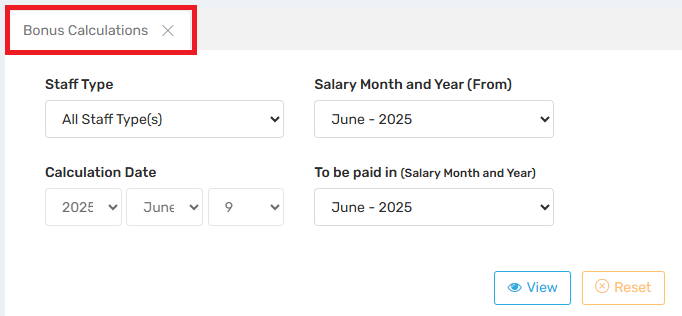 Bonus Calculations
Staff Type
Salary Month and Year (From)
All Staff Type(s)
June - 2025
Calculation Date
To be paid in (Salary Month and Year)
2025 June 9
June - 2025
View
Reset